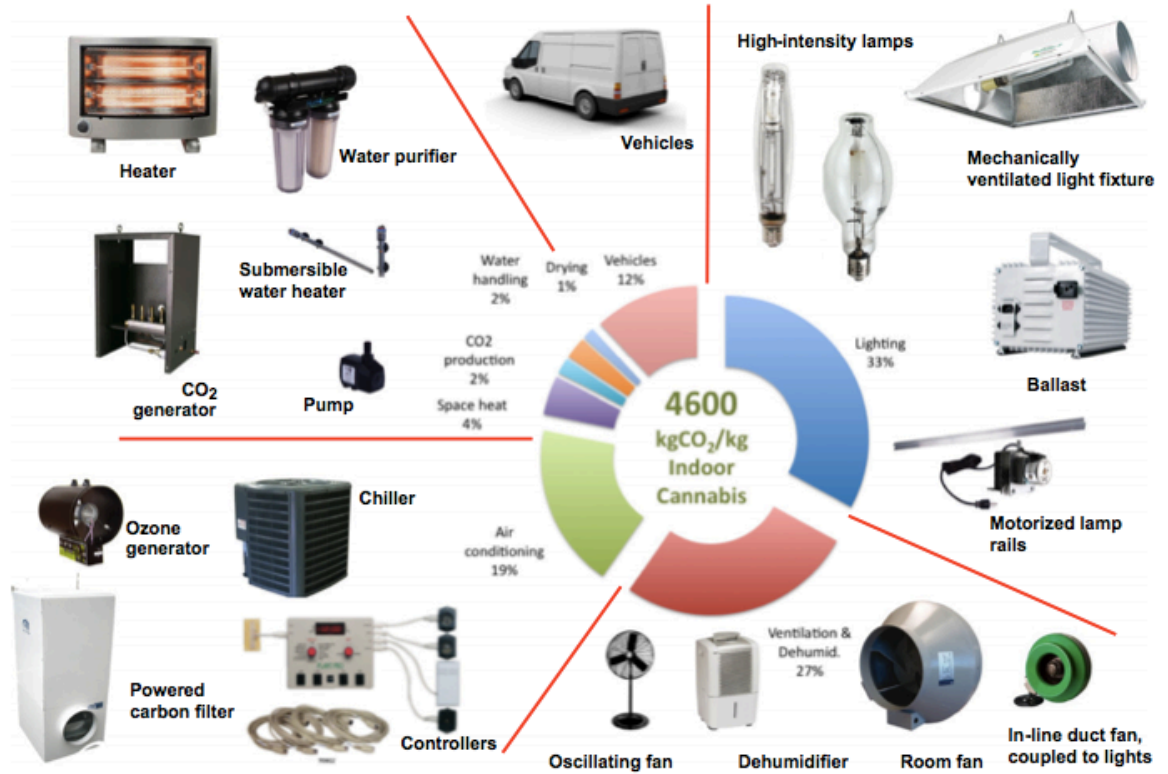 High-intensity lamps
Heater
Water purifier
Vehicles
Mechanically
ventilated light fixture
Submersible
water heater
CO2
generator
Pump
Water
handling
2%
Drying
1%
Vehicles
12%
CO2
production
2%
Space heat
4%
Lighting
33%
4600
kgCO2/kg
Indoor
Cannabis
Ballast
Motorized lamp
rails
Ozone
generator
Chiller
Air
conditioning
19%
Powered
carbon filter
Controllers
Ventilation &
Dehumid.
27%
Oscillating fan
Dehumidifier
Room fan
In-line duct fan,
coupled to lights